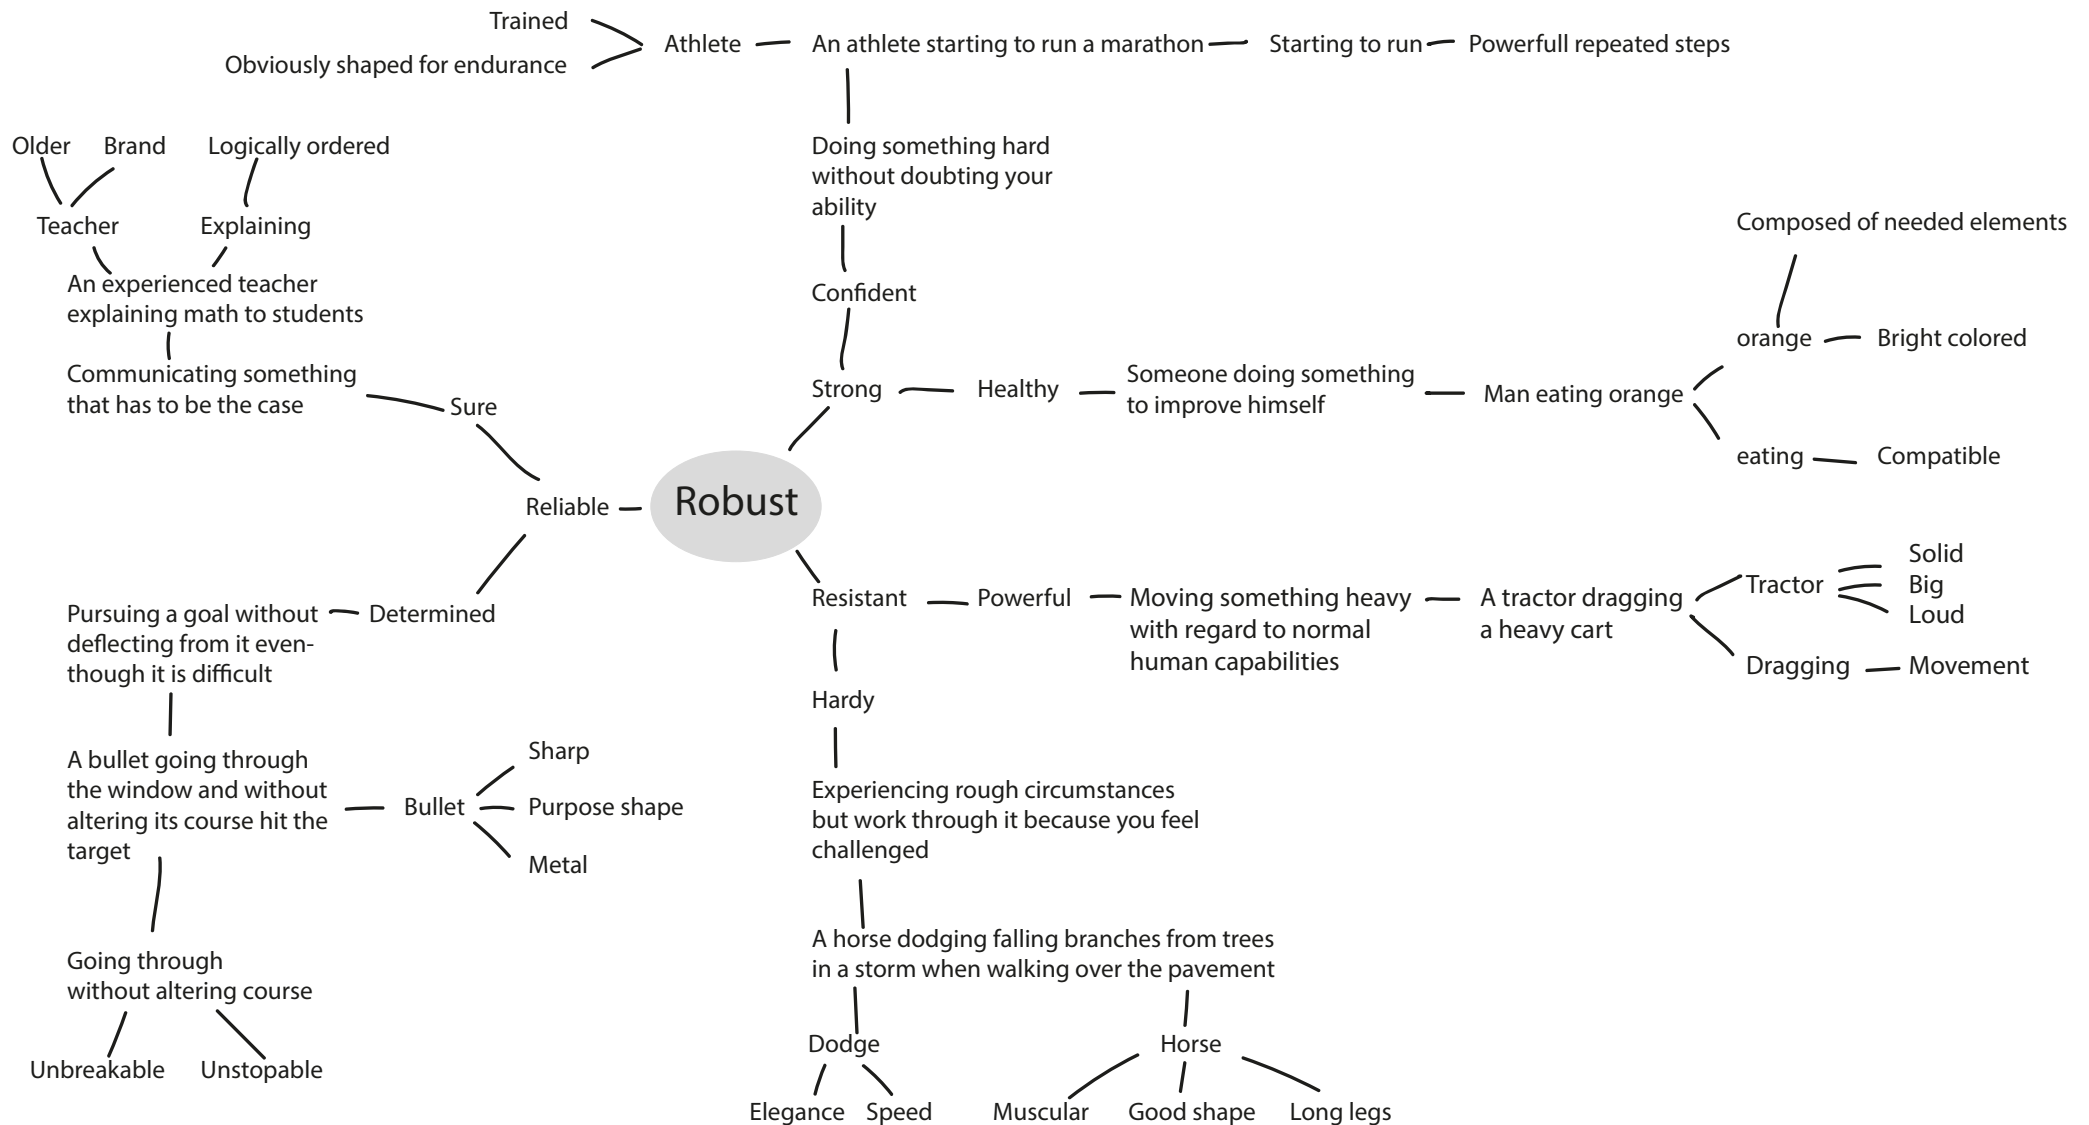 Trained
Obviously shaped for endurance
Athlete
An athlete starting to run a marathon
Starting to run
Powerfull repeated steps
Older
Brand
Logically ordered
Teacher
Explaining
An experienced teacher
explaining math to students
Communicating something
that has to be the case
Sure
Doing something hard
without doubting your
ability
Confident
Strong
Healthy
Someone doing something
to improve himself
Man eating orange
Composed of needed elements
orange
Bright colored
eating
Compatible
Reliable
Robust
Resistant
Powerful
Moving something heavy
with regard to normal
human capabilities
A tractor dragging
a heavy cart
Tractor
Solid
Big
Loud
Dragging
Movement
Determined
Pursuing a goal without
deflecting from it even-
though it is difficult
A bullet going through
the window and without
altering its course hit the
target
Bullet
Sharp
Purpose shape
Metal
Going through
without altering course
Unbreakable
Unstopable
Hardy
Experiencing rough circumstances
but work through it because you feel
challenged
A horse dodging falling branches from trees
in a storm when walking over the pavement
Dodge
Horse
Elegance
Speed
Muscular
Good shape
Long legs